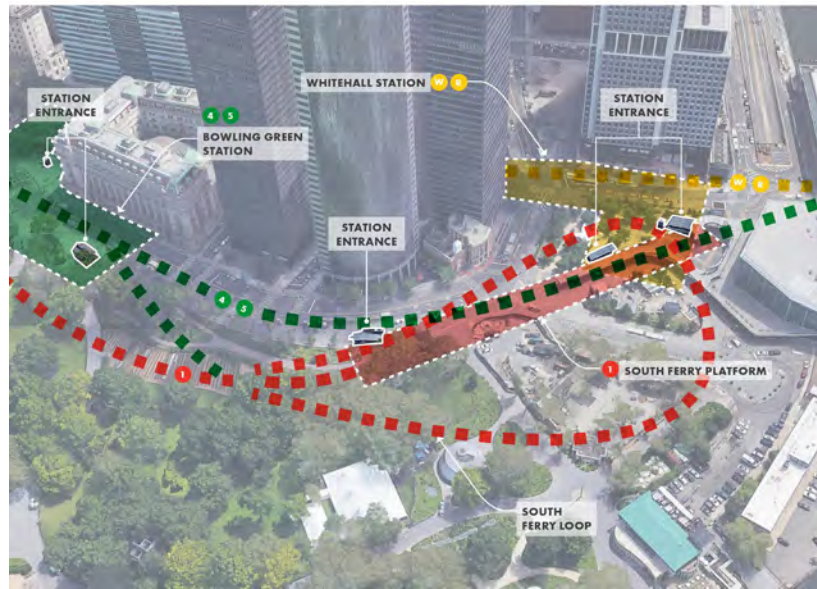 WHITEHALL STATION W R
STATION
ENTRANCE
4 5
BOWLING GREEN
STATION
STATION
ENTRANCE
W R
STATION
ENTRANCE
4 5
1
1 SOUTH FERRY PLATFORM
SOUTH
FERRY LOOP